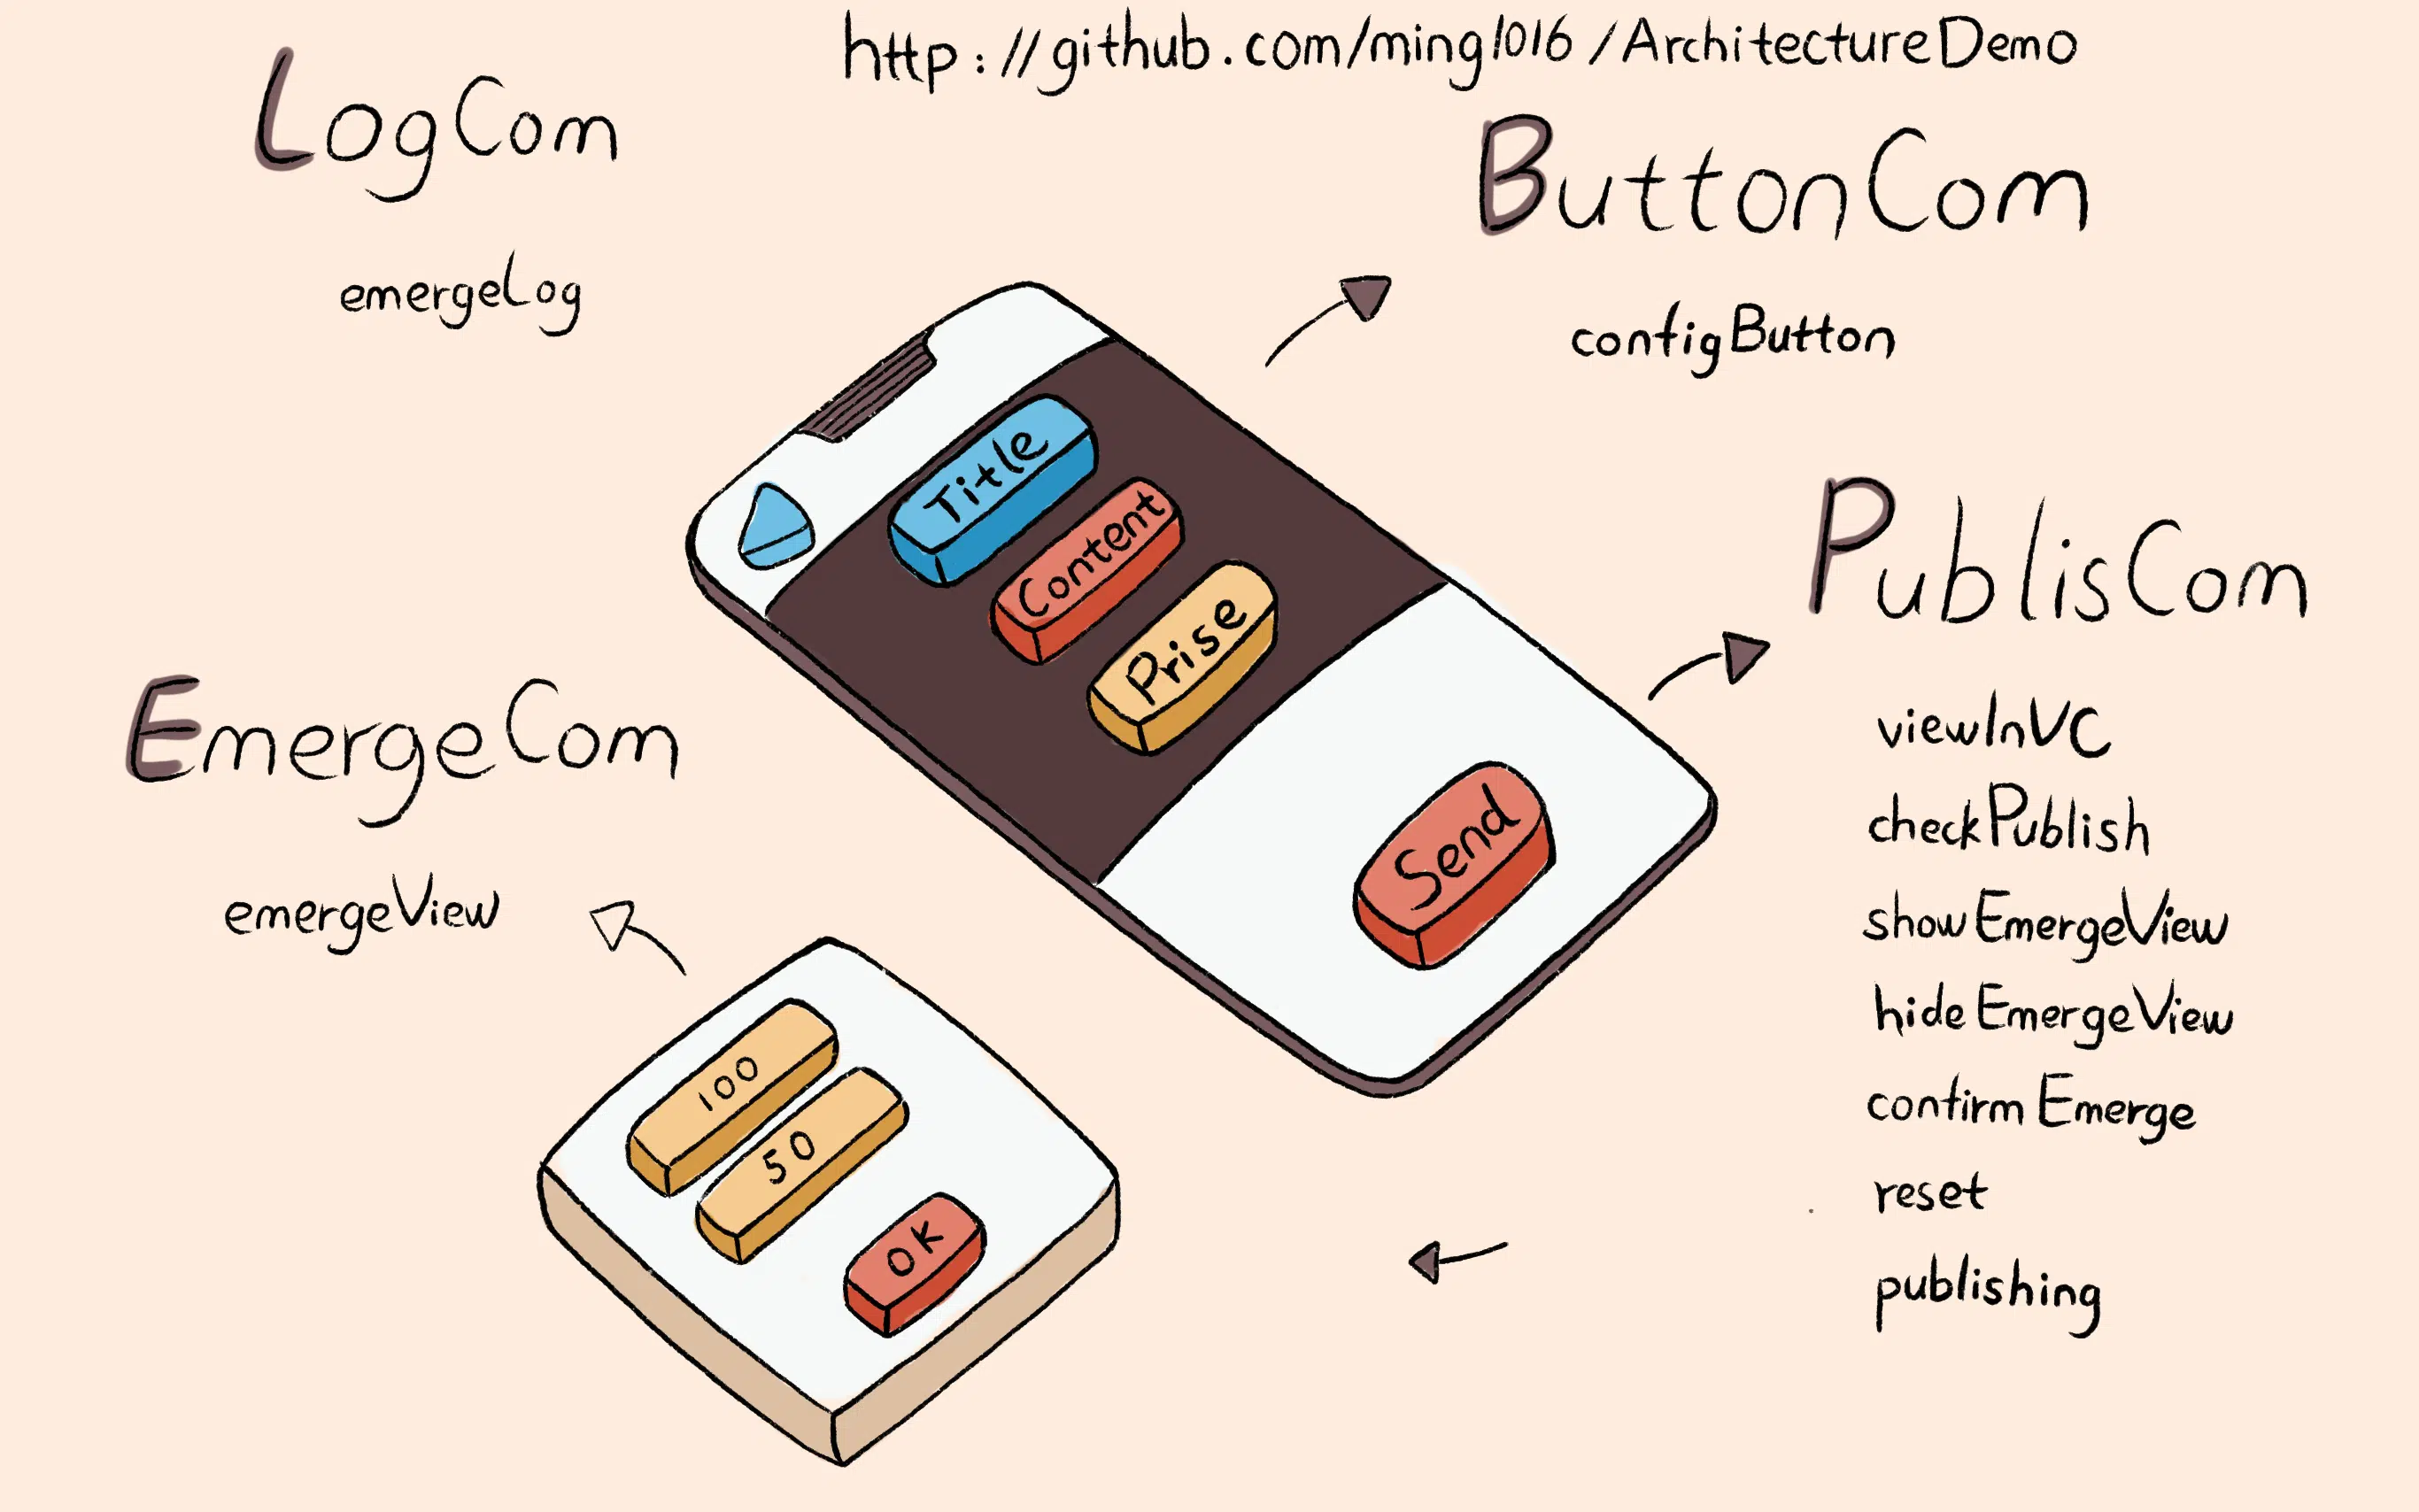 http://github.com/ming1016/ArchitectureDemo
LogCom
emergeLog
ButtonCom
configButton
Title
Content
Prise
Send
PublisCom
viewInVC
checkPublish
showEmergeView
hideEmergeView
confirmEmerge
reset
publishing
EmergeCom
emergeView
100
50
OK